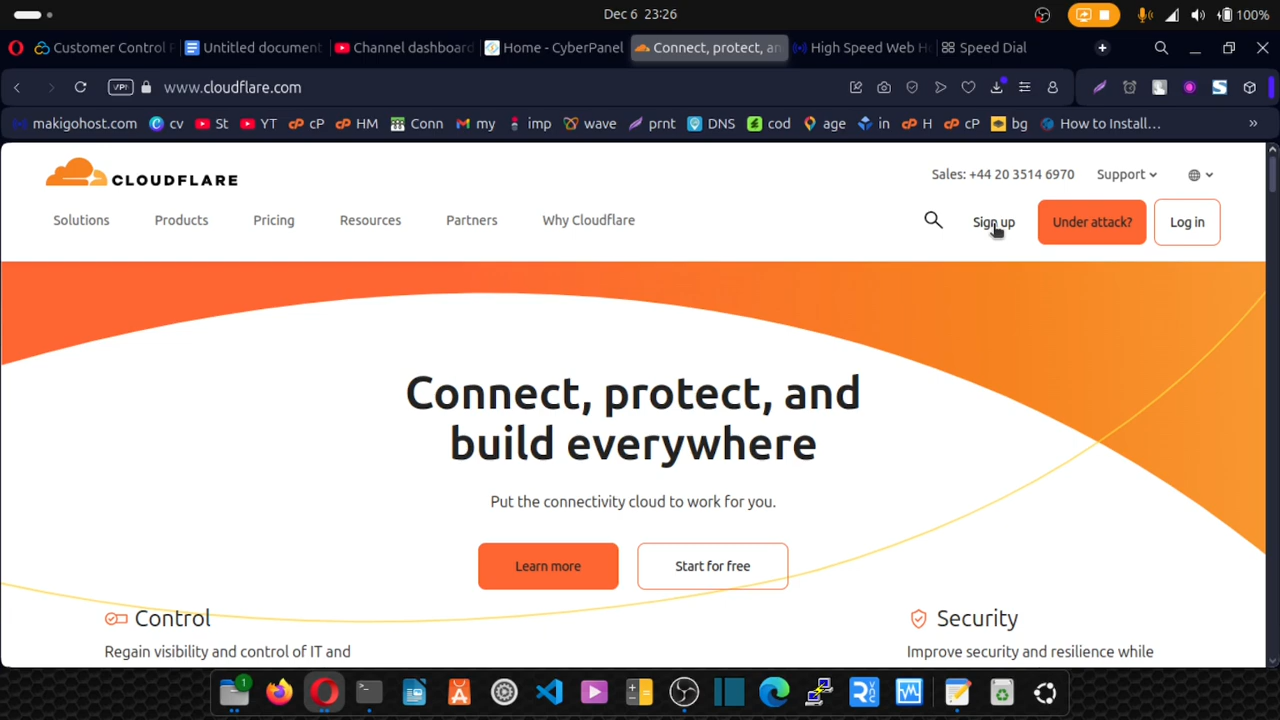 Dec 6 23:26
100%
Customer Control P
Untitled document
Channel dashboard
Home - CyberPanel
Connect, protect, an
High Speed Web H
Speed Dial
VPN
www.cloudflare.com
makigohost.com
cv
St
YT
cP
HM
Conn
my
imp
wave
prnt
DNS
cod
age
in
H
cP
bg
How to Install...
CLOUDFLARE
Sales: +44 20 3514 6970
Support
Solutions
Products
Pricing
Resources
Partners
Why Cloudflare
Sign up
Under attack?
Log in
Connect, protect, and
build everywhere
Put the connectivity cloud to work for you.
Learn more
Start for free
Control
Security
Regain visibility and control of IT and
Improve security and resilience while